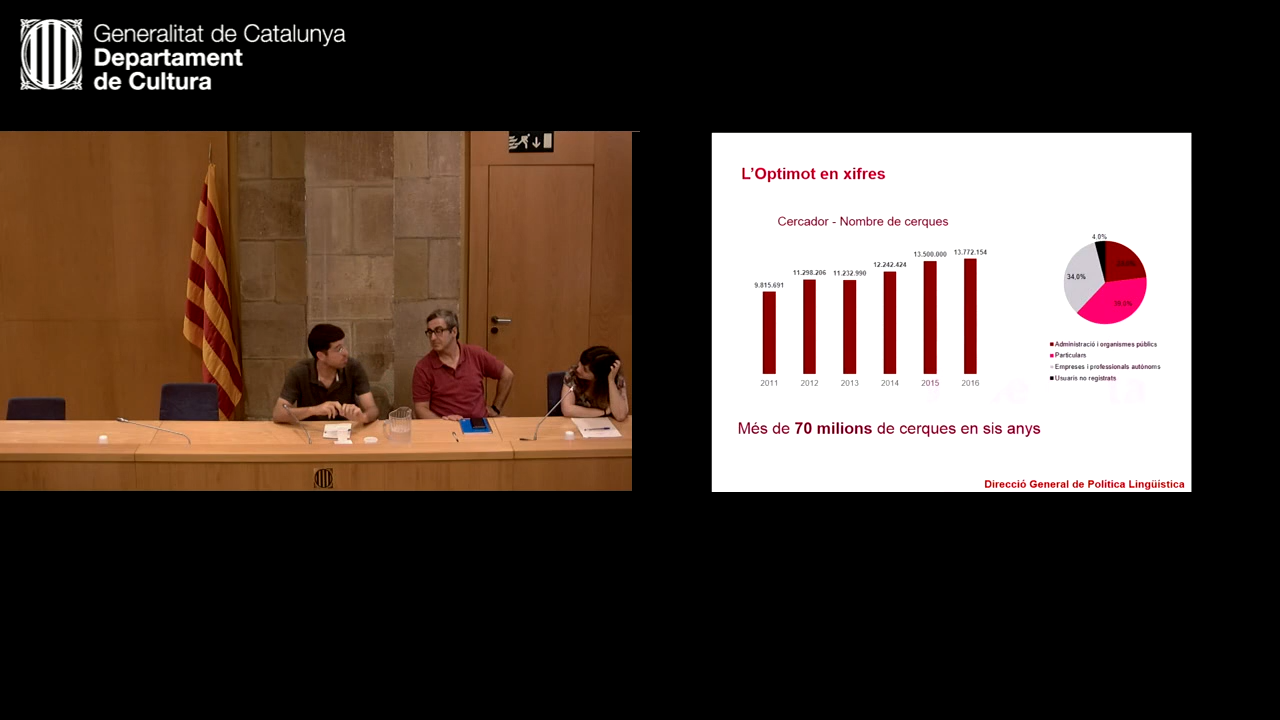 Generalitat de Catalunya
Departament
de Cultura
L'Optimot en xifres
Cercador - Nombre de cerques
9.815.691
11.298.206
11.232.990
12.242.424
13.500.000
13.772.154
2011
2012
2013
2014
2015
2016
4,0%
34,0%
Administració i organismes públics
Particulars
Empreses i professionals autònoms
Usuaris no registrats
Més de 70 milions de cerques en sis anys
Direcció General de Política Lingüística